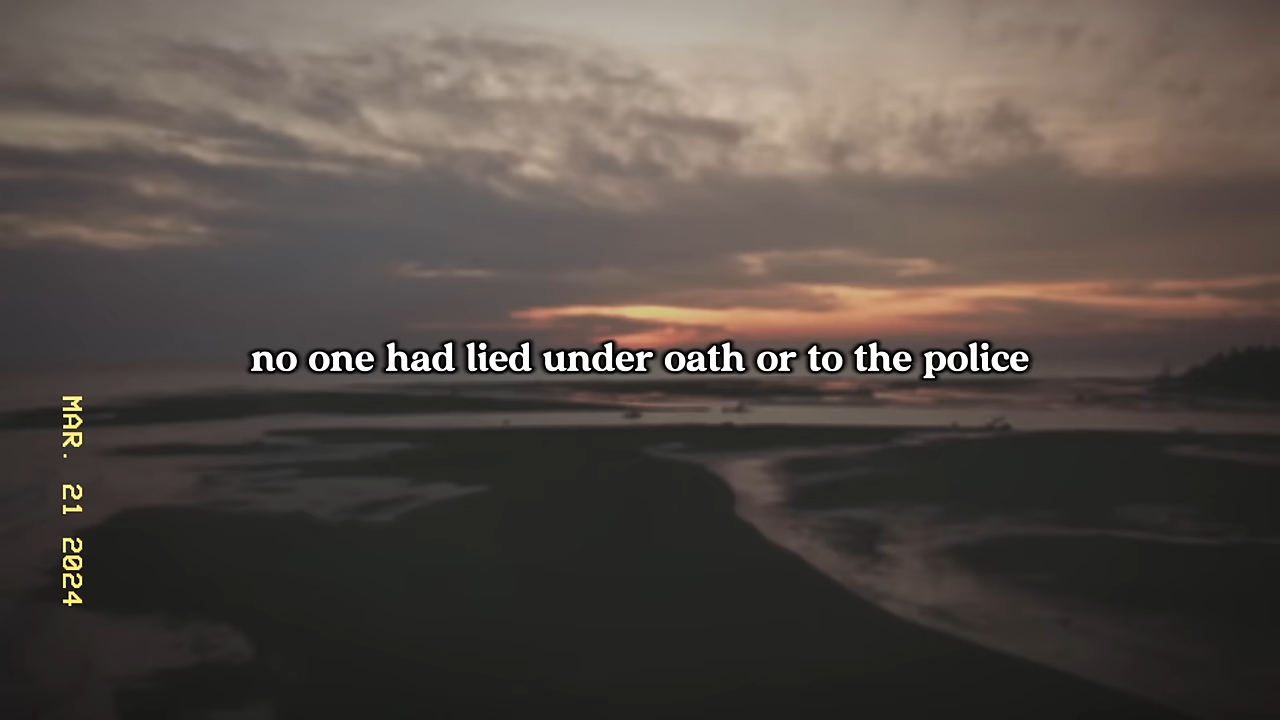 no one had lied under oath or to the police
MAR. 21 2024